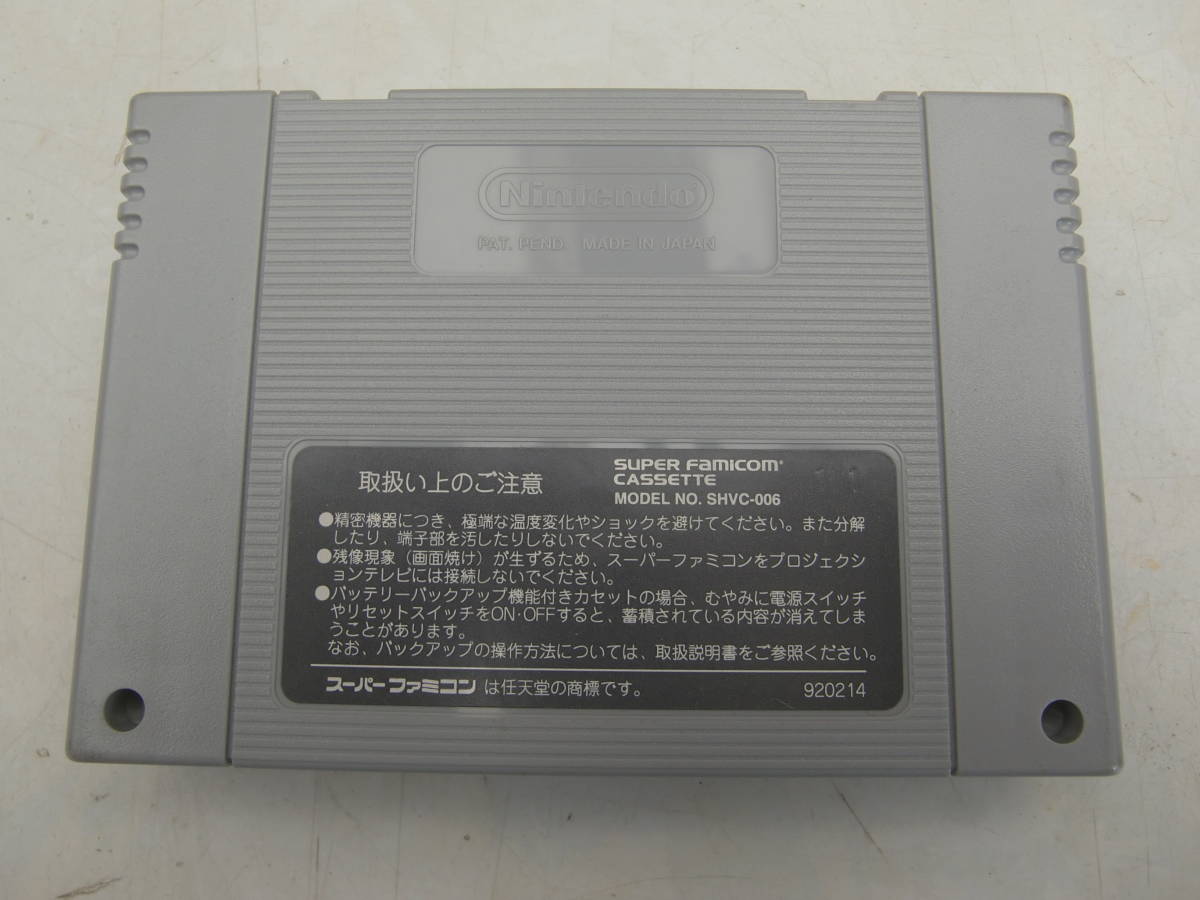 Nintendo
PAT. PEND. MADE IN JAPAN
取扱い上のご注意
SUPER FAMICOM
CASSETTE
MODEL NO. SHVC-006
11
●精密機器につき、極端な温度変化やショックを避けてください。また分解
したり、端子部を汚したりしないでください。
●残像現象（画面焼け）が生ずるため、スーパーファミコンをプロジェクシ
ョンテレビには接続しないでください。
●バッテリーバックアップ機能付きカセットの場合、むやみに電源スイッチ
やリセットスイッチをON·OFFすると、蓄積されている内容が消えてしま
うことがあります。
なお、バックアップの操作方法については、取扱説明書をご参照ください。
スーパーファミコンは任天堂の商標です。
920214